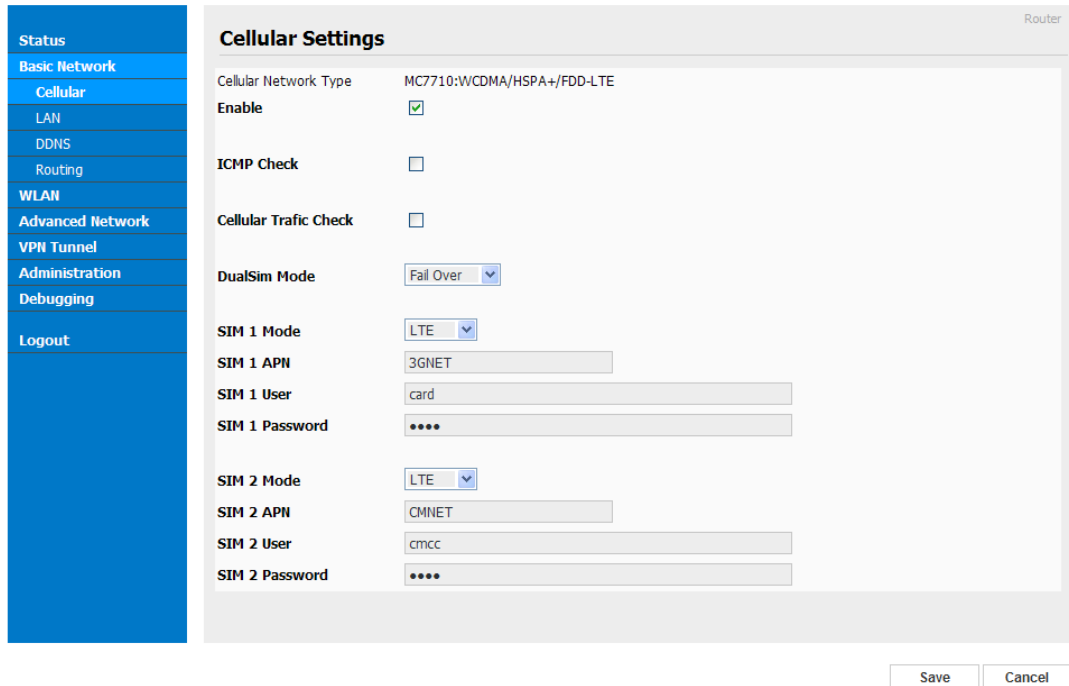 Router
Status
Basic Network
Cellular
LAN
DDNS
Routing
WLAN
Advanced Network
VPN Tunnel
Administration
Debugging
Logout
Cellular Settings
Cellular Network Type MC7710:WCDMA/HSPA+/FDD-LTE
Enable
ICMP Check
Cellular Trafic Check
DualSim Mode Fail Over
SIM 1 Mode LTE
SIM 1 APN 3GNET
SIM 1 User card
SIM 1 Password ••••
SIM 2 Mode LTE
SIM 2 APN CMNET
SIM 2 User cmcc
SIM 2 Password ••••
Save Cancel